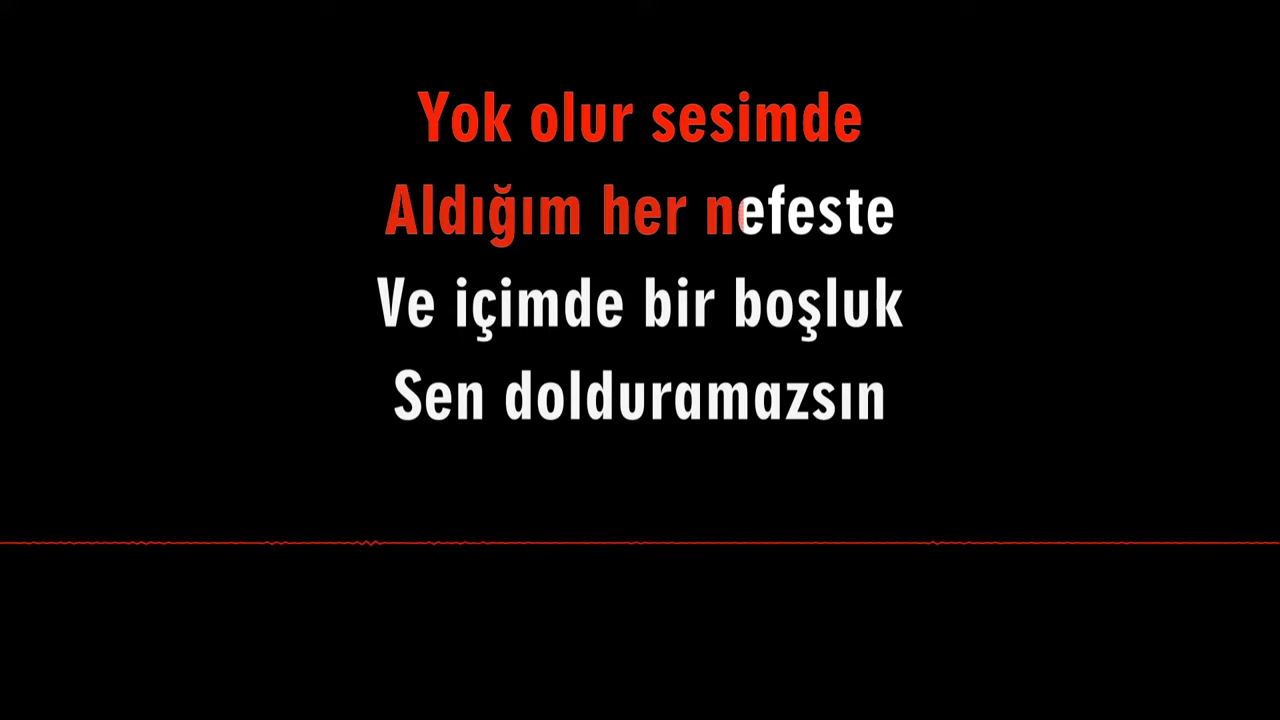 Yok olur sesimde
Aldığım her nefeste
Ve içimde bir boşluk
Sen dolduramazsın